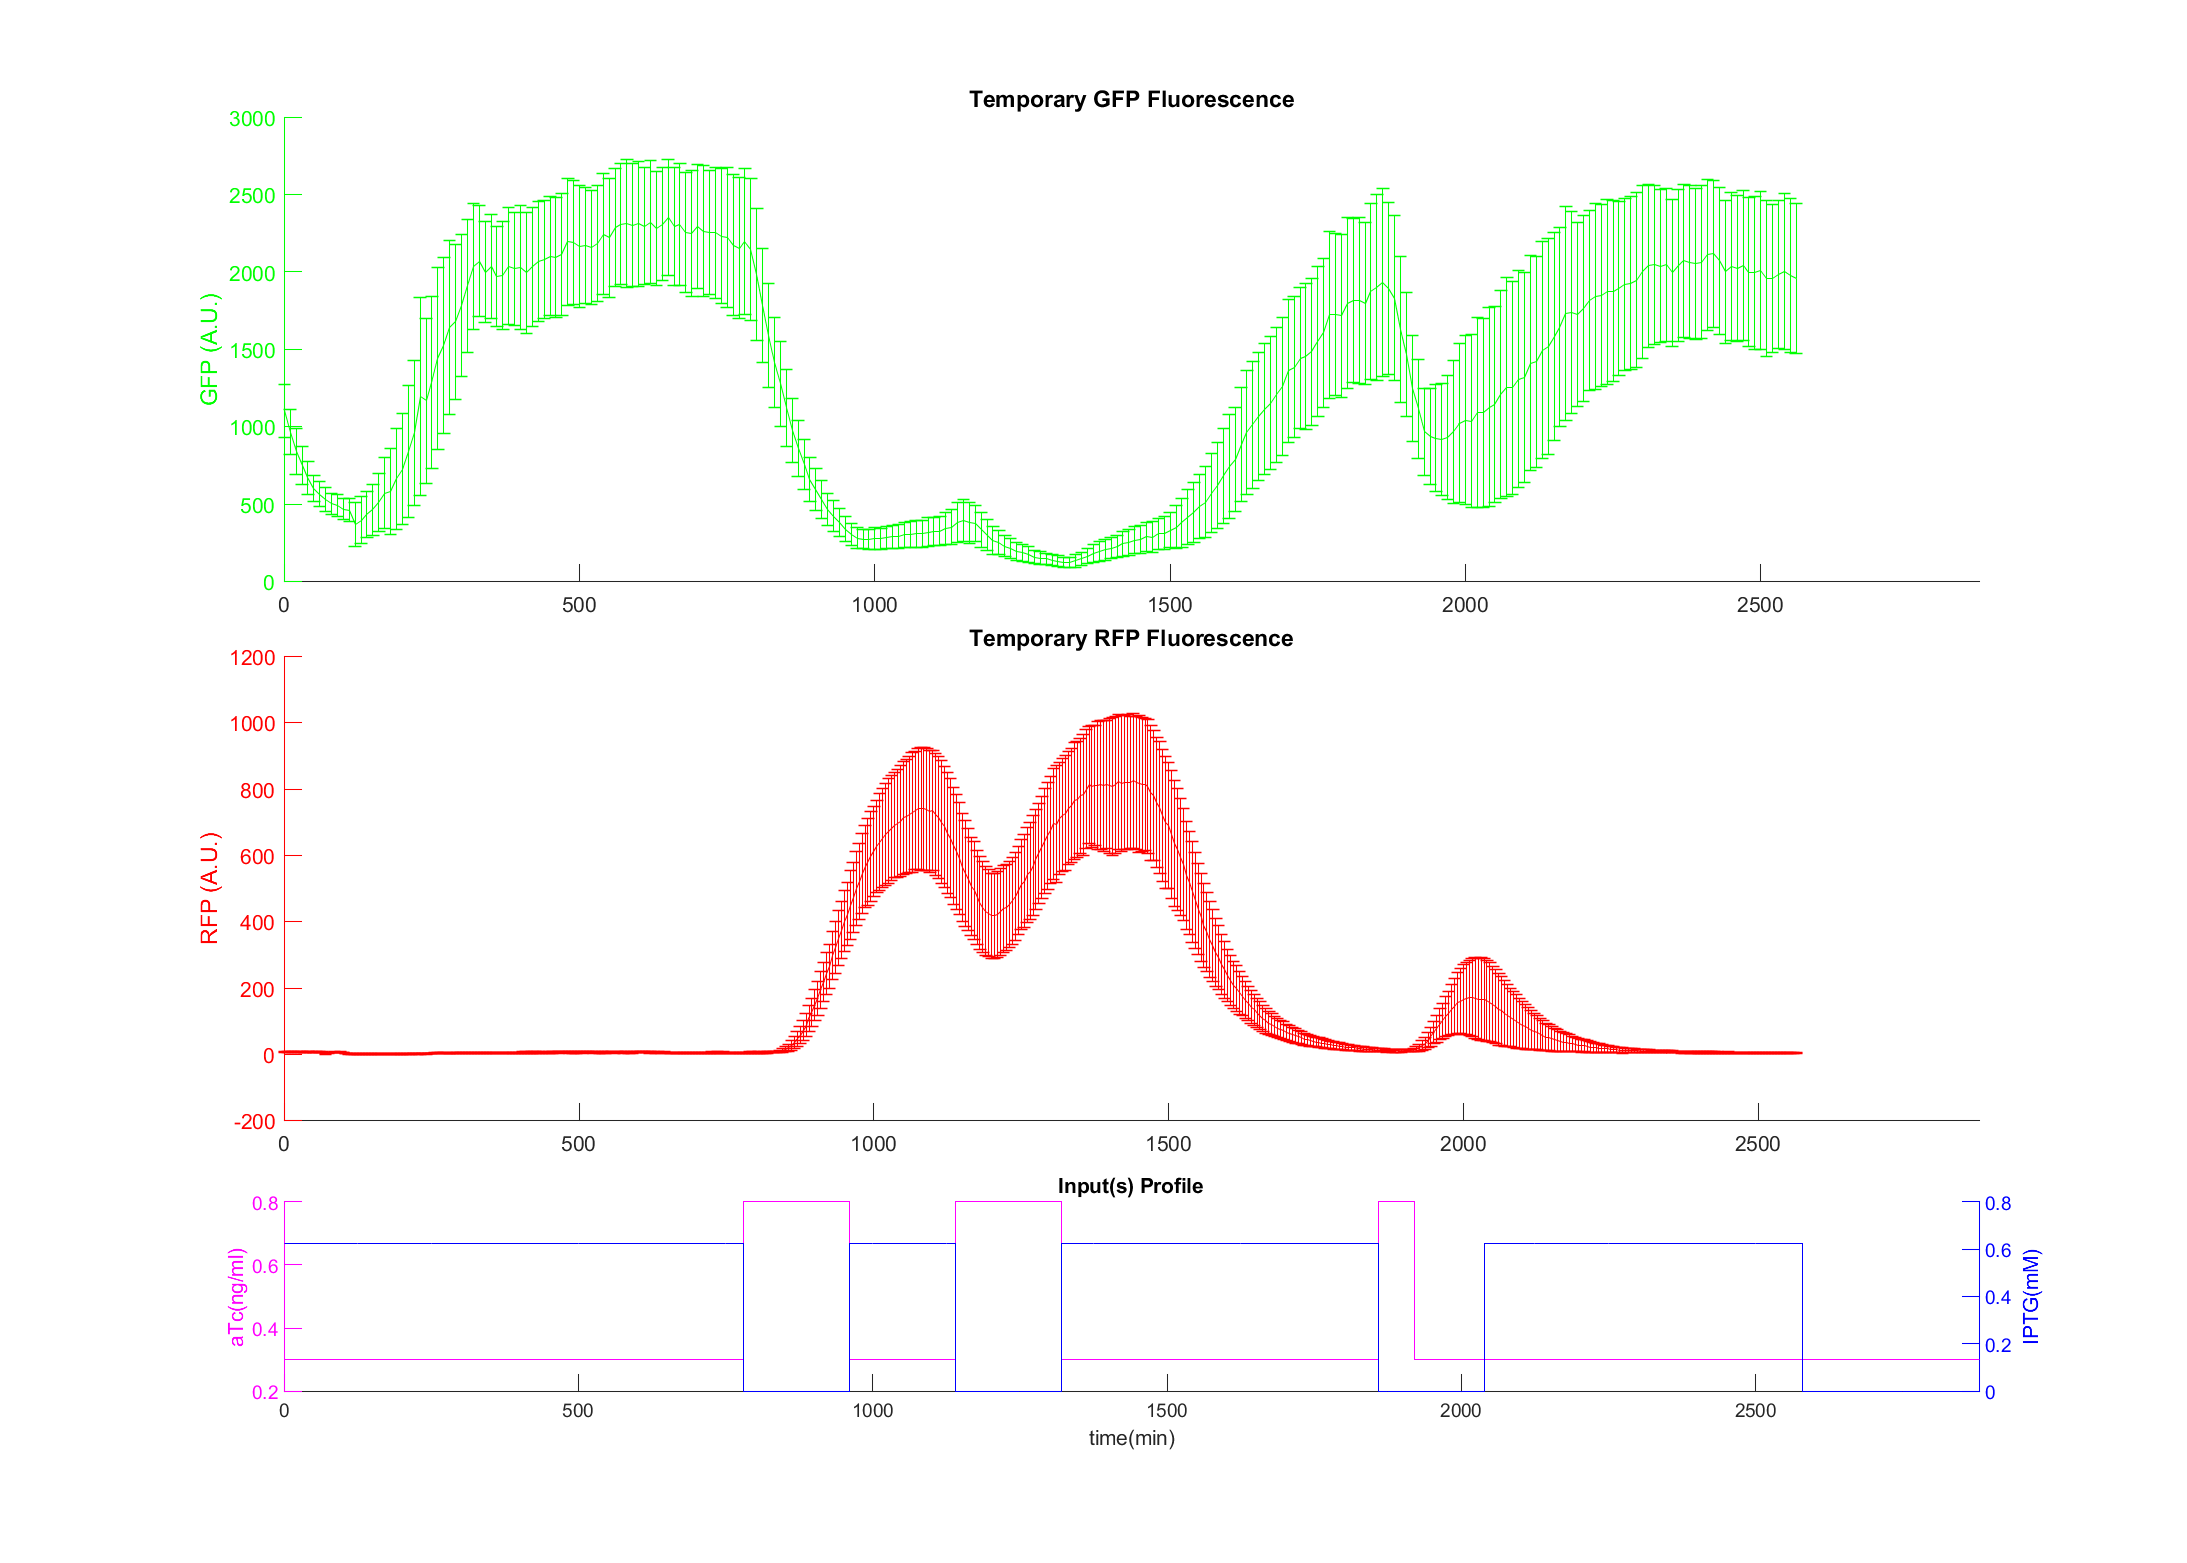 Temporary GFP Fluorescence
3000
2500
2000
1500
1000
500
0
GFP (A.U.)
0 500 1000 1500 2000 2500
Temporary RFP Fluorescence
1200
1000
800
600
400
200
0
-200
RFP (A.U.)
0 500 1000 1500 2000 2500
Input(s) Profile
0.8
0.6
0.4
0.2
aTc(ng/ml)
0.8
0.6
0.4
0.2
0
IPTG(mM)
0 500 1000 1500 2000 2500
time(min)